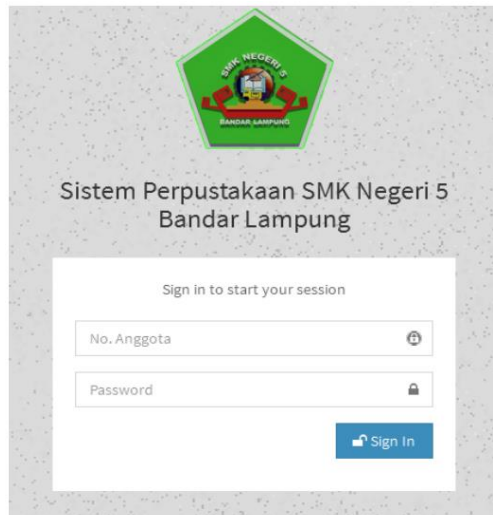 SMK NEGERI 5
BANDAR LAMPUNG
Sistem Perpustakaan SMK Negeri 5
Bandar Lampung
Sign in to start your session
No. Anggota
Password
Sign In